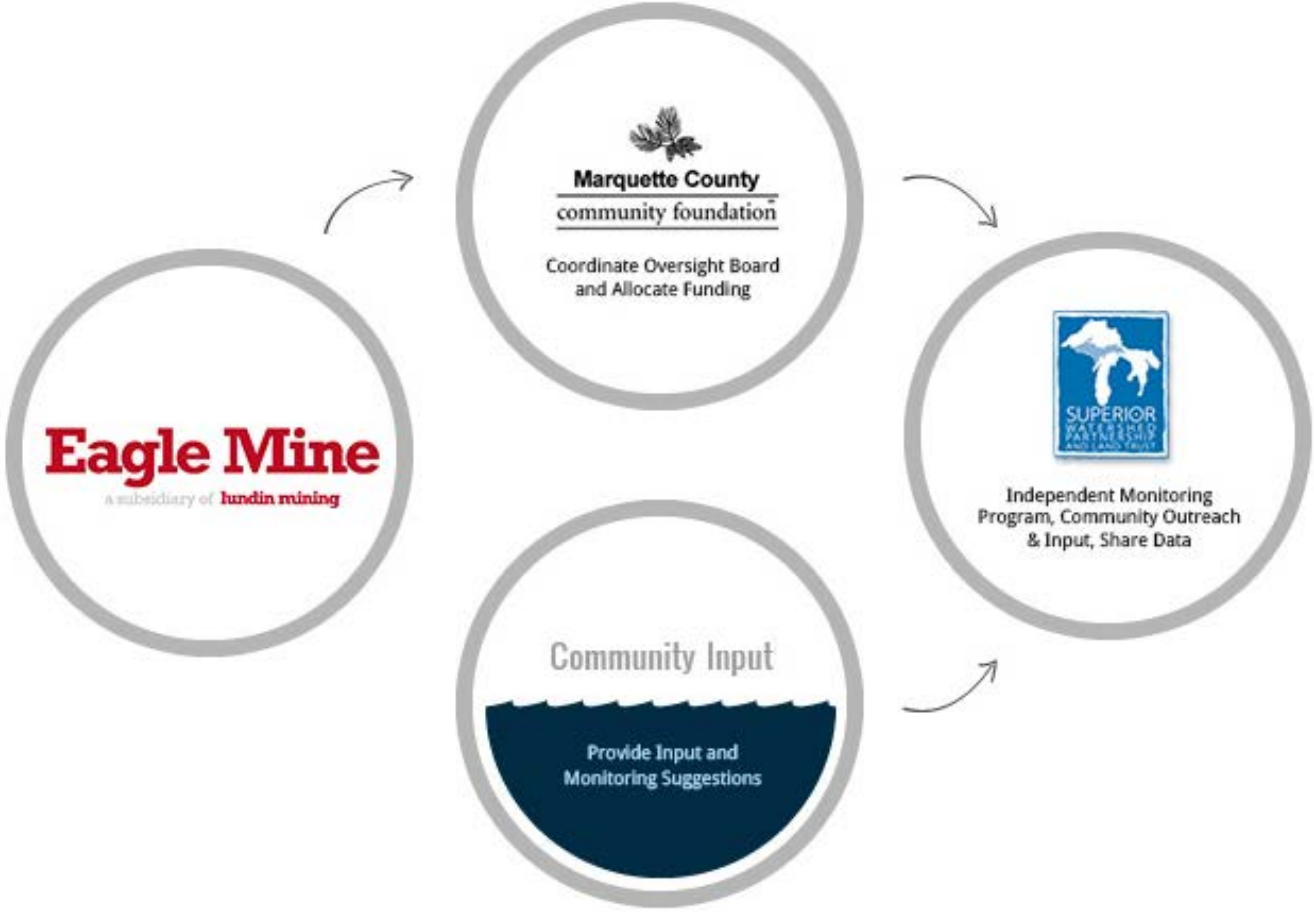 Marquette County
community foundation
Coordinate Oversight Board
and Allocate Funding
Eagle Mine
a subsidiary of lundin mining
SUPERIOR
WATERSHED
PARTNERSHIP
AND LAND TRUST
Independent Monitoring
Program, Community Outreach
& Input, Share Data
Community Input
Provide Input and
Monitoring Suggestions